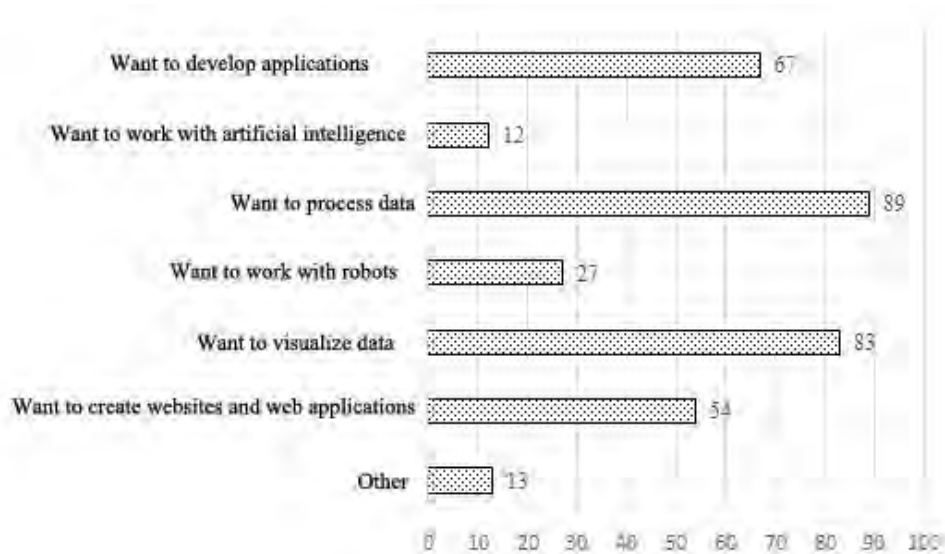 Want to develop applications 67
Want to work with artificial intelligence 12
Want to process data 89
Want to work with robots 27
Want to visualize data 83
Want to create websites and web applications 54
Other 13
0 10 20 30 40 50 60 70 80 90 100